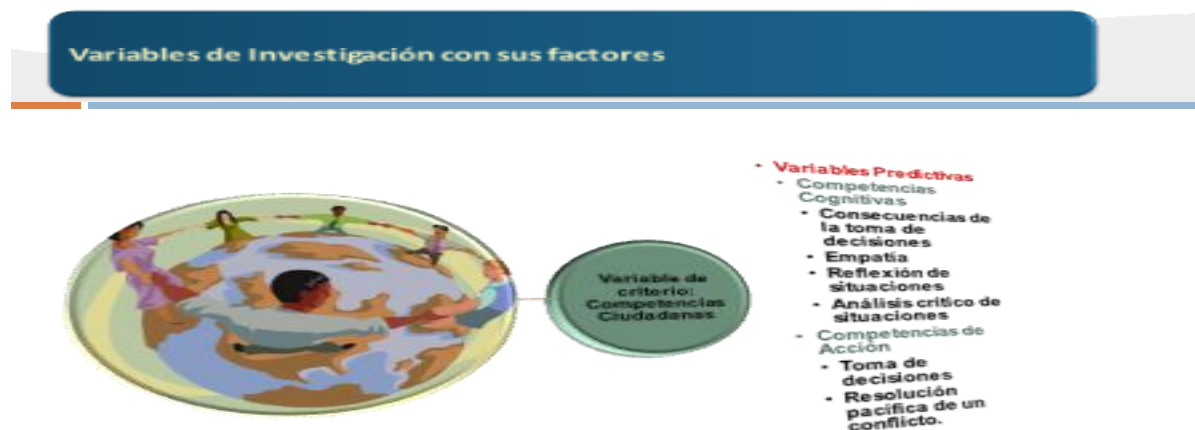 Variables de Investigación con sus factores
Variable de
criterio:
Competencias
Ciudadanas
• Variables Predictivas
• Competencias
Cognitivas
• Consecuencias de
la toma de
decisiones
• Empatía
• Reflexión de
situaciones
• Análisis crítico de
situaciones
• Competencias de
Acción
• Toma de
decisiones
• Resolución
pacífica de un
conflicto.